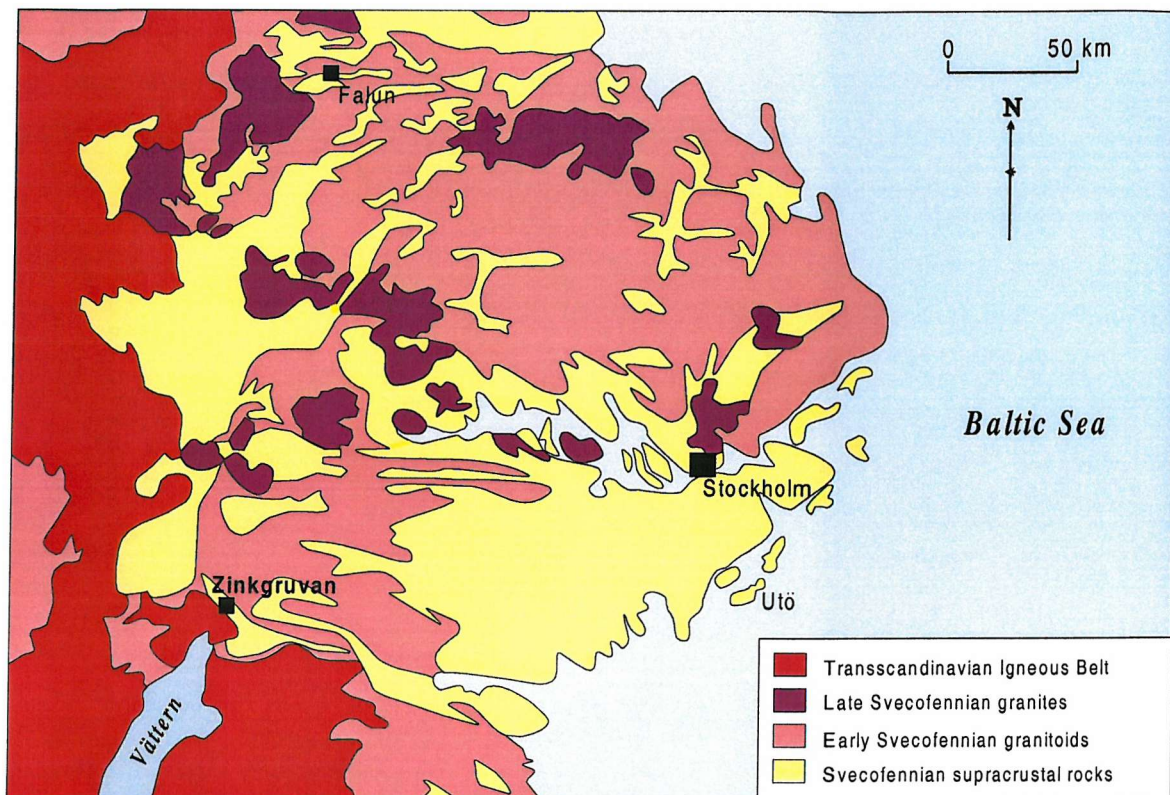 0 50 km
N
Falun
Baltic Sea
Stockholm
Zinkgruvan
Utö
Vättern
Transscandinavian Igneous Belt
Late Svecofennian granites
Early Svecofennian granitoids
Svecofennian supracrustal rocks